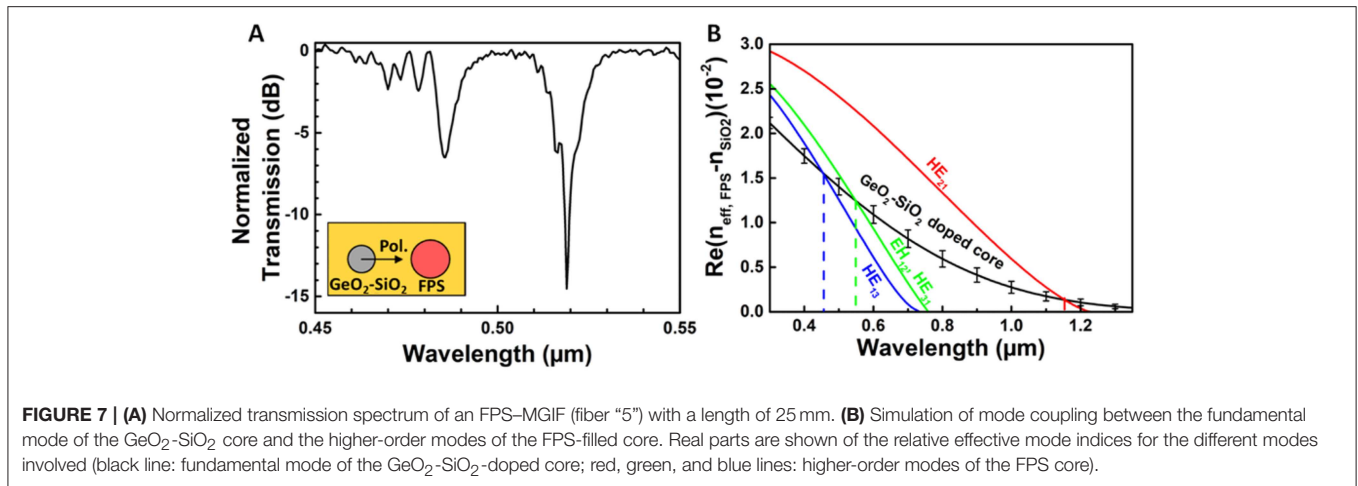 A
Normalized
Transmission (dB)
0
-5
-10
-15
Pol.
GeO2-SiO2 FPS
0.45 0.50 0.55
Wavelength (µm)
B
Re(neff, FPS-nSiO2)(10-2)
3.0
2.5
2.0
1.5
1.0
0.5
0.0
HE21
GeO2-SiO2 doped core
EH12, HE31
HE13
0.4 0.6 0.8 1.0 1.2
Wavelength (µm)
FIGURE 7 | (A) Normalized transmission spectrum of an FPS–MGIF (fiber “5”) with a length of 25 mm. (B) Simulation of mode coupling between the fundamental
mode of the GeO2-SiO2 core and the higher-order modes of the FPS-filled core. Real parts are shown of the relative effective mode indices for the different modes
involved (black line: fundamental mode of the GeO2-SiO2-doped core; red, green, and blue lines: higher-order modes of the FPS core).